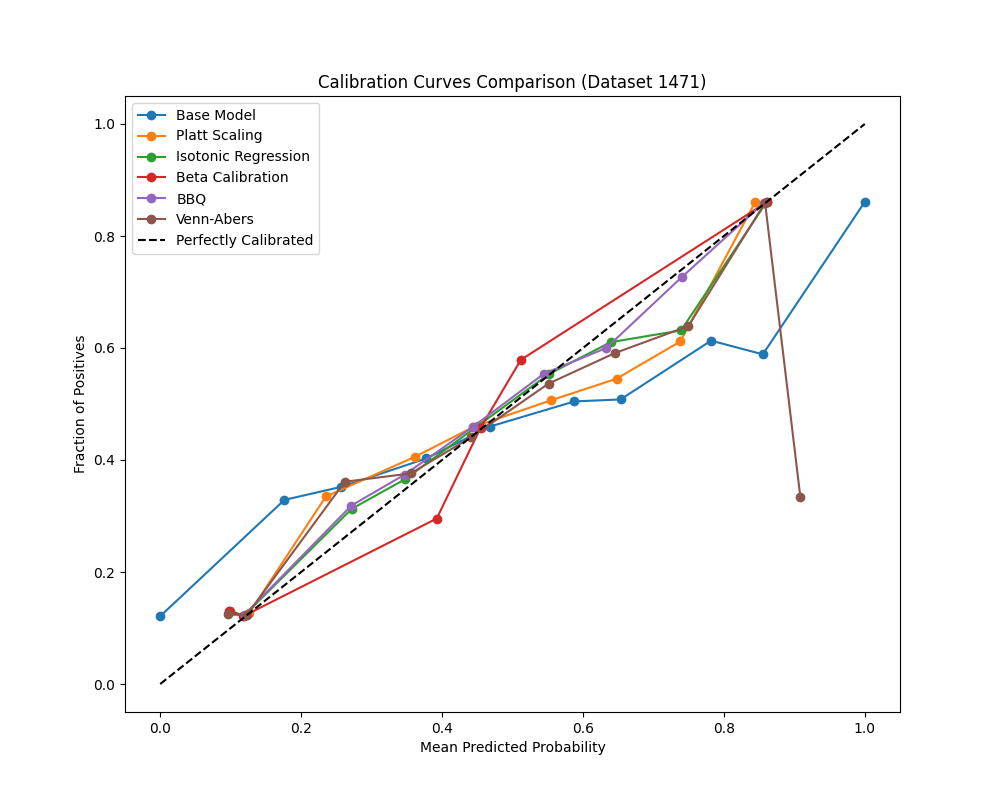 Calibration Curves Comparison (Dataset 1471)
Base Model
Platt Scaling
Isotonic Regression
Beta Calibration
BBQ
Venn-Abers
Perfectly Calibrated
Fraction of Positives
1.0
0.8
0.6
0.4
0.2
0.0
0.0 0.2 0.4 0.6 0.8 1.0
Mean Predicted Probability